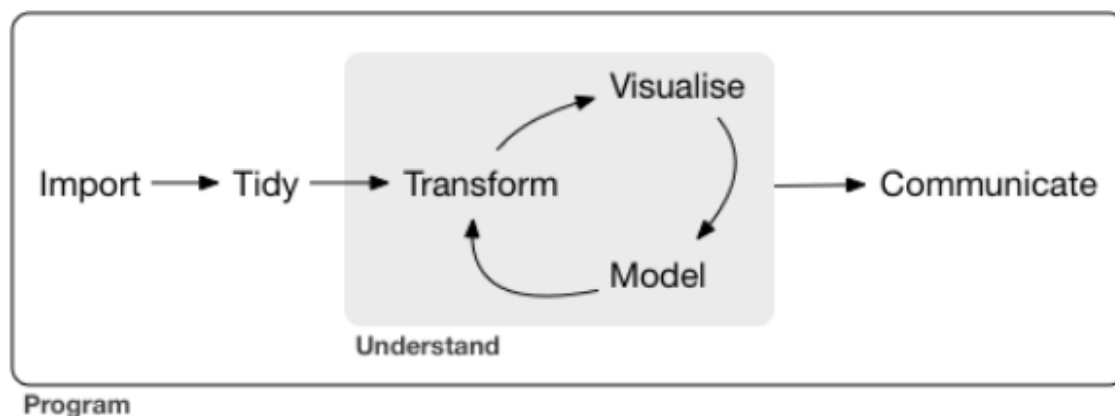 Visualise
Import
Tidy
Transform
Communicate
Model
Understand
Program